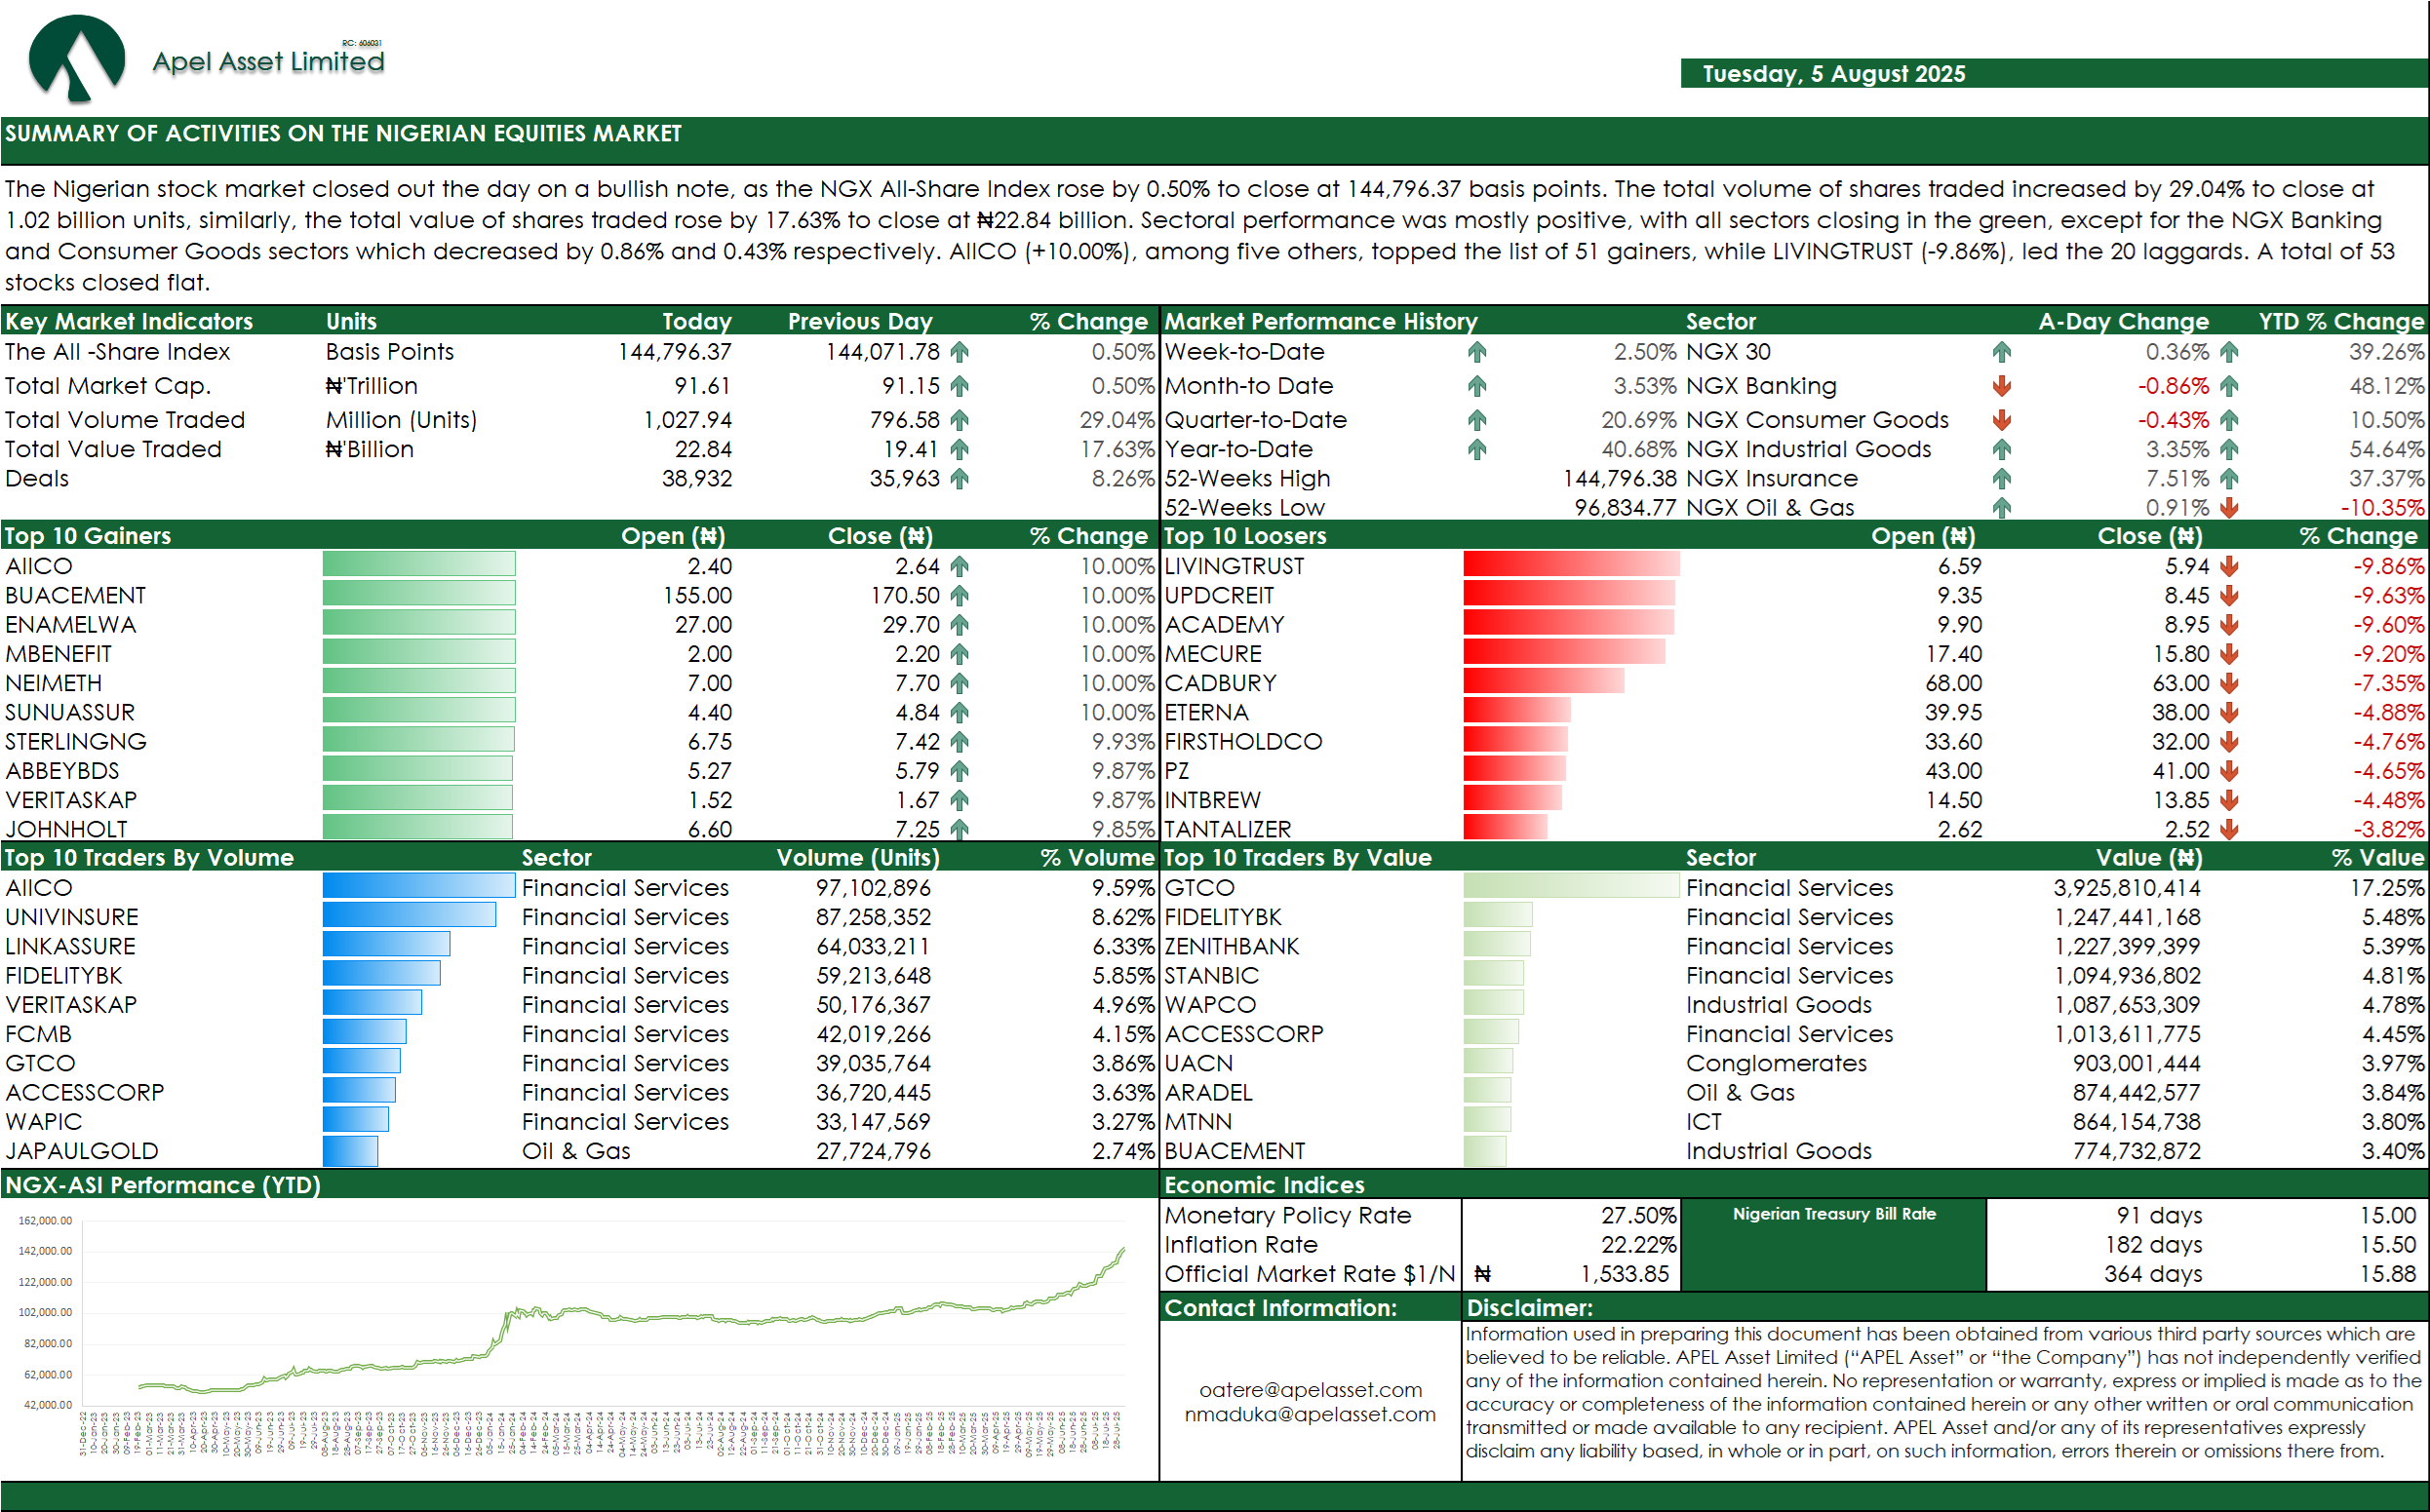 RC: 606031
Apel Asset Limited
Tuesday, 5 August 2025
SUMMARY OF ACTIVITIES ON THE NIGERIAN EQUITIES MARKET
The Nigerian stock market closed out the day on a bullish note, as the NGX All-Share Index rose by 0.50% to close at 144,796.37 basis points. The total volume of shares traded increased by 29.04% to close at
1.02 billion units, similarly, the total value of shares traded rose by 17.63% to close at ₦22.84 billion. Sectoral performance was mostly positive, with all sectors closing in the green, except for the NGX Banking
and Consumer Goods sectors which decreased by 0.86% and 0.43% respectively. AIICO (+10.00%), among five others, topped the list of 51 gainers, while LIVINGTRUST (-9.86%), led the 20 laggards. A total of 53
stocks closed flat.
Key Market Indicators Units Today Previous Day % Change
The All -Share Index Basis Points 144,796.37 144,071.78 0.50%
Total Market Cap. ₦'Trillion 91.61 91.15 0.50%
Total Volume Traded Million (Units) 1,027.94 796.58 29.04%
Total Value Traded ₦'Billion 22.84 19.41 17.63%
Deals 38,932 35,963 8.26%
Market Performance History Sector A-Day Change YTD % Change
Week-to-Date 2.50% NGX 30 0.36% 39.26%
Month-to Date 3.53% NGX Banking -0.86% 48.12%
Quarter-to-Date 20.69% NGX Consumer Goods -0.43% 10.50%
Year-to-Date 40.68% NGX Industrial Goods 3.35% 54.64%
52-Weeks High 144,796.38 NGX Insurance 7.51% 37.37%
52-Weeks Low 96,834.77 NGX Oil & Gas 0.91% -10.35%
Top 10 Gainers Open (₦) Close (₦) % Change
AIICO 2.40 2.64 10.00%
BUACEMENT 155.00 170.50 10.00%
ENAMELWA 27.00 29.70 10.00%
MBENEFIT 2.00 2.20 10.00%
NEIMETH 7.00 7.70 10.00%
SUNUASSUR 4.40 4.84 10.00%
STERLINGNG 6.75 7.42 9.93%
ABBEYBDS 5.27 5.79 9.87%
VERITASKAP 1.52 1.67 9.87%
JOHNHOLT 6.60 7.25 9.85%
Top 10 Loosers Open (₦) Close (₦) % Change
LIVINGTRUST 6.59 5.94 -9.86%
UPDCREIT 9.35 8.45 -9.63%
ACADEMY 9.90 8.95 -9.60%
MECURE 17.40 15.80 -9.20%
CADBURY 68.00 63.00 -7.35%
ETERNA 39.95 38.00 -4.88%
FIRSTHOLDCO 33.60 32.00 -4.76%
PZ 43.00 41.00 -4.65%
INTBREW 14.50 13.85 -4.48%
TANTALIZER 2.62 2.52 -3.82%
Top 10 Traders By Volume Sector Volume (Units) % Volume
AIICO Financial Services 97,102,896 9.59%
UNIVINSURE Financial Services 87,258,352 8.62%
LINKASSURE Financial Services 64,033,211 6.33%
FIDELITYBK Financial Services 59,213,648 5.85%
VERITASKAP Financial Services 50,176,367 4.96%
FCMB Financial Services 42,019,266 4.15%
GTCO Financial Services 39,035,764 3.86%
ACCESSCORP Financial Services 36,720,445 3.63%
WAPIC Financial Services 33,147,569 3.27%
JAPAULGOLD Oil & Gas 27,724,796 2.74%
Top 10 Traders By Value Sector Value (₦) % Value
GTCO Financial Services 3,925,810,414 17.25%
FIDELITYBK Financial Services 1,247,441,168 5.48%
ZENITHBANK Financial Services 1,227,399,399 5.39%
STANBIC Financial Services 1,094,936,802 4.81%
WAPCO Industrial Goods 1,087,653,309 4.78%
ACCESSCORP Financial Services 1,013,611,775 4.45%
UACN Conglomerates 903,001,444 3.97%
ARADEL Oil & Gas 874,442,577 3.84%
MTNN ICT 864,154,738 3.80%
BUACEMENT Industrial Goods 774,732,872 3.40%
NGX-ASI Performance (YTD)
162,000.00
142,000.00
122,000.00
102,000.00
82,000.00
62,000.00
42,000.00
Economic Indices
Monetary Policy Rate 27.50%
Inflation Rate 22.22%
Official Market Rate $1/N ₦ 1,533.85
Nigerian Treasury Bill Rate
91 days 15.00
182 days 15.50
364 days 15.88
Contact Information:
oatere@apelasset.com
nmaduka@apelasset.com
Disclaimer:
Information used in preparing this document has been obtained from various third party sources which are
believed to be reliable. APEL Asset Limited (“APEL Asset” or “the Company”) has not independently verified
any of the information contained herein. No representation or warranty, express or implied is made as to the
accuracy or completeness of the information contained herein or any other written or oral communication
transmitted or made available to any recipient. APEL Asset and/or any of its representatives expressly
disclaim any liability based, in whole or in part, on such information, errors therein or omissions there from.